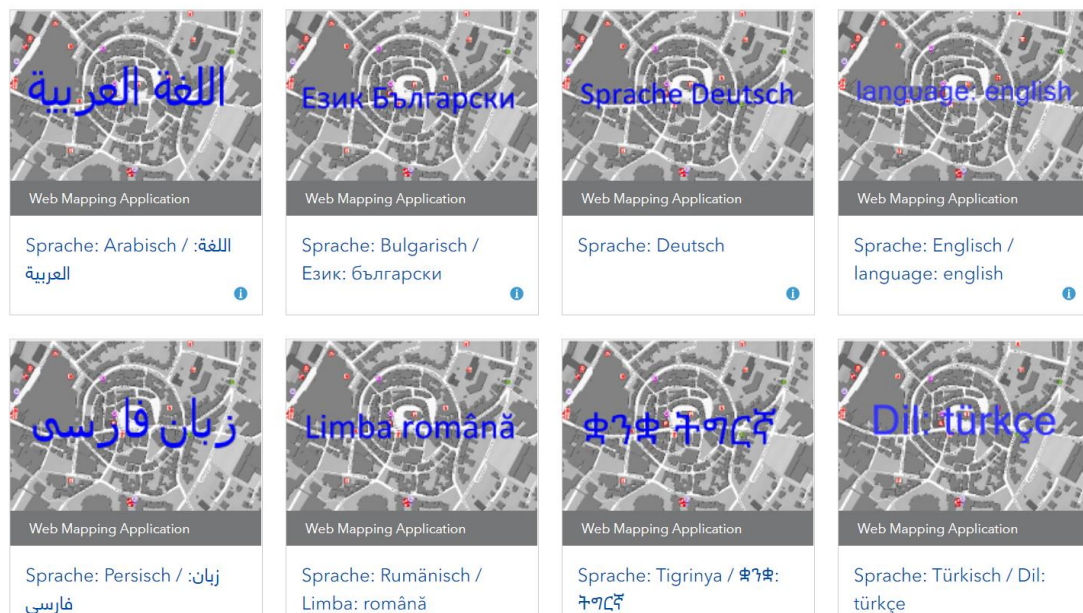 اللغة العربية
Език Български
Sprache Deutsch
language: english
Web Mapping Application
Web Mapping Application
Web Mapping Application
Web Mapping Application
Sprache: Arabisch / اللغة:
العربية
Sprache: Bulgarisch /
Език: български
Sprache: Deutsch
Sprache: Englisch /
language: english
زبان فارسی
Limba română
ቋንቋ ትግርኛ
Dil: türkçe
Web Mapping Application
Web Mapping Application
Web Mapping Application
Web Mapping Application
Sprache: Persisch / زبان:
فارسی
Sprache: Rumänisch /
Limba: română
Sprache: Tigrinya / ቋንቋ:
ትግርኛ
Sprache: Türkisch / Dil:
türkçe